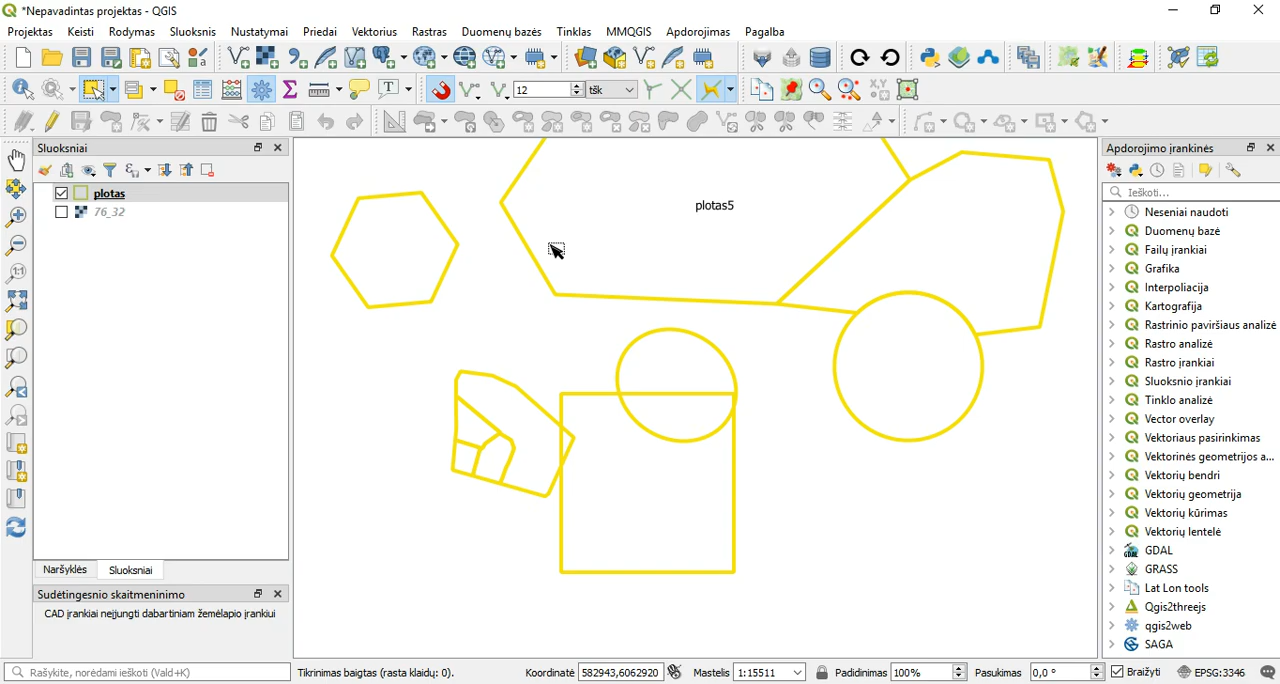 *Nepavadintas projektas - QGIS
Projektas Keisti Rodymas Sluoksnis Nustatymai Priedai Vektorius Rastras Duomenų bazės Tinklas MMQGIS Apdorojimas Pagalba
12 tšk
Sluoksniai
plotas
76_32
Naršyklės Sluoksniai
Sudėtingesnio skaitmeninimo
CAD įrankiai neįjungti dabartiniam žemėlapio įrankiui
plotas5
Apdorojimo įrankinės
Ieškoti...
Neseniai naudoti
Duomenų bazė
Failų įrankiai
Grafika
Interpoliacija
Kartografija
Rastrinio paviršiaus analizė
Rastro analizė
Rastro įrankiai
Sluoksnio įrankiai
Tinklo analizė
Vector overlay
Vektoriaus pasirinkimas
Vektorinės geometrijos a...
Vektorių bendri
Vektorių geometrija
Vektorių kūrimas
Vektorių lentelė
GDAL
GRASS
Lat Lon tools
Qgis2threejs
qgis2web
SAGA
Rašykite, norėdami ieškoti (Vald+K) Tikrinimas baigtas (rasta klaidų: 0). Koordinatė 582943,6062920 Mastelis 1:15511 Padidinimas 100% Pasukimas 0,0 ° Braižyti EPSG:3346